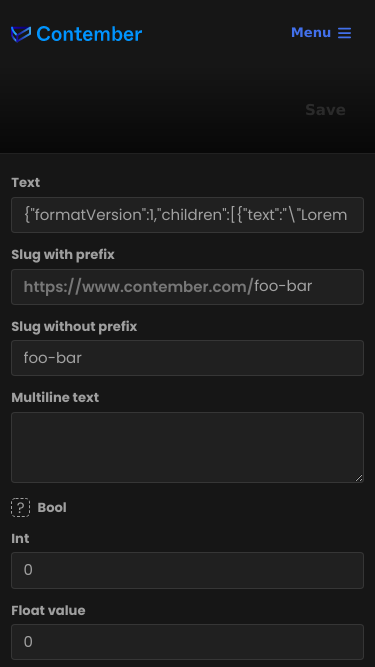 Contember
Menu
Save
Text
{"formatVersion":1,"children":[{"text":"\"Lorem
Slug with prefix
https://www.contember.com/foo-bar
Slug without prefix
foo-bar
Multiline text
? Bool
Int
0
Float value
0